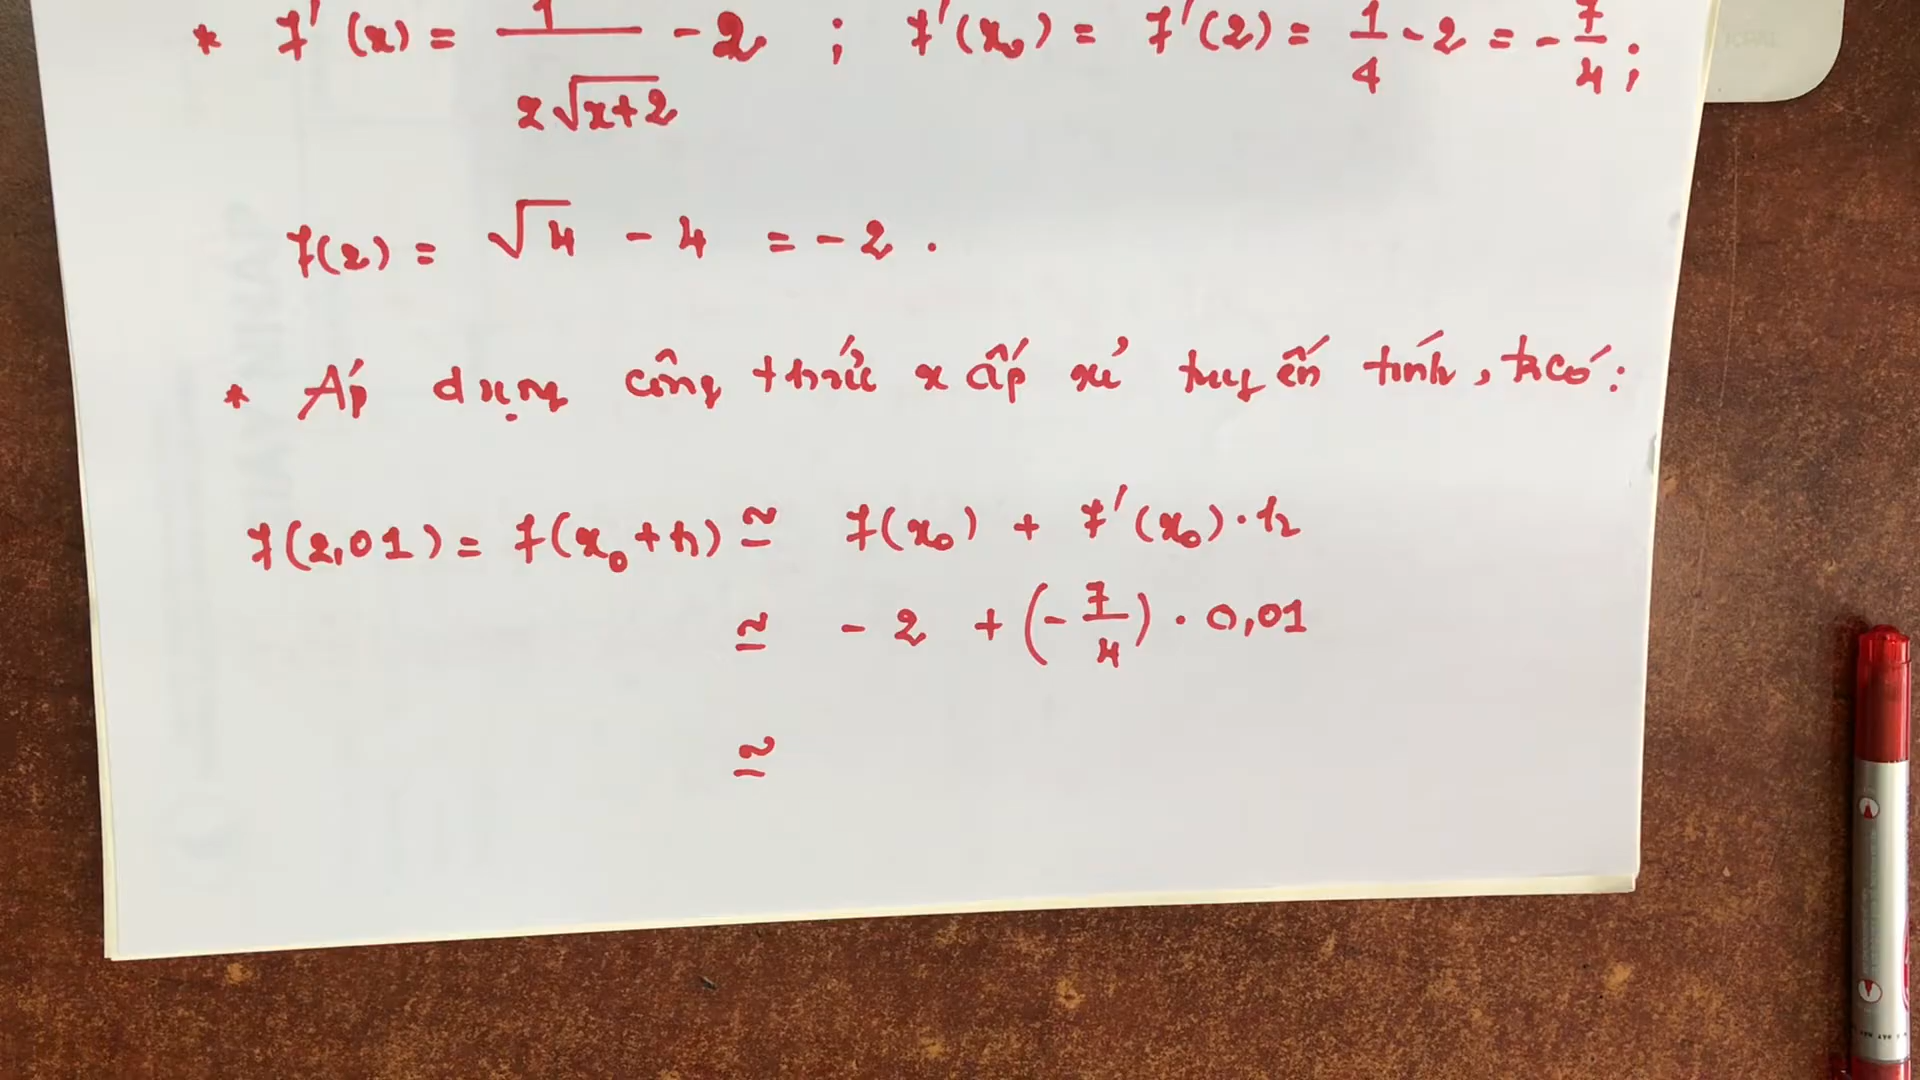 * f'(x) = 1/(2√(x+2)) - 2 ; f'(x₀) = f'(2) = 1/4 - 2 = -7/4 ;
f(2) = √4 - 4 = -2 .
* Áp dụng công thức xấp xỉ tuyến tính, ta có:
f(2,01) = f(x₀+h) ≅ f(x₀) + f'(x₀)·h
≅ -2 + (-7/4) · 0,01
≅